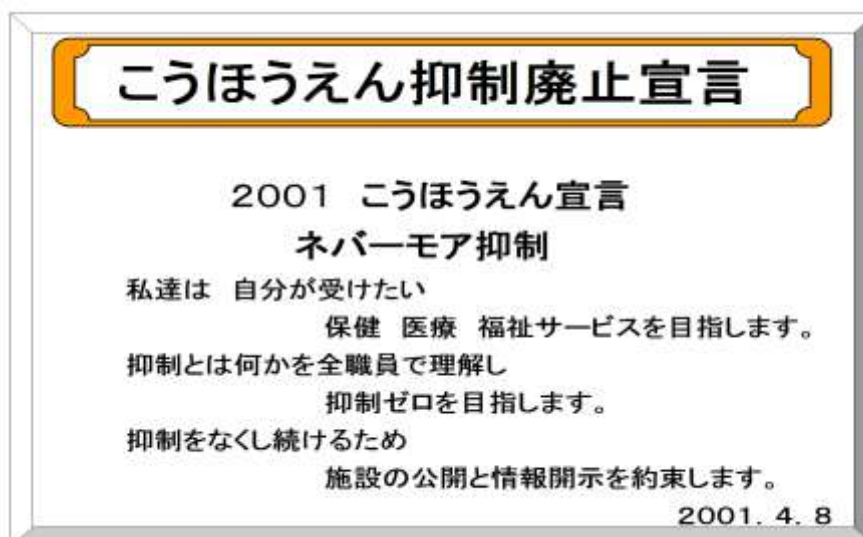 こうほうえん抑制廃止宣言
2001　こうほうえん宣言
ネバーモア抑制
私達は　自分が受けたい
保健　医療　福祉サービスを目指します。
抑制とは何かを全職員で理解し
抑制ゼロを目指します。
抑制をなくし続けるため
施設の公開と情報開示を約束します。
2001. 4. 8